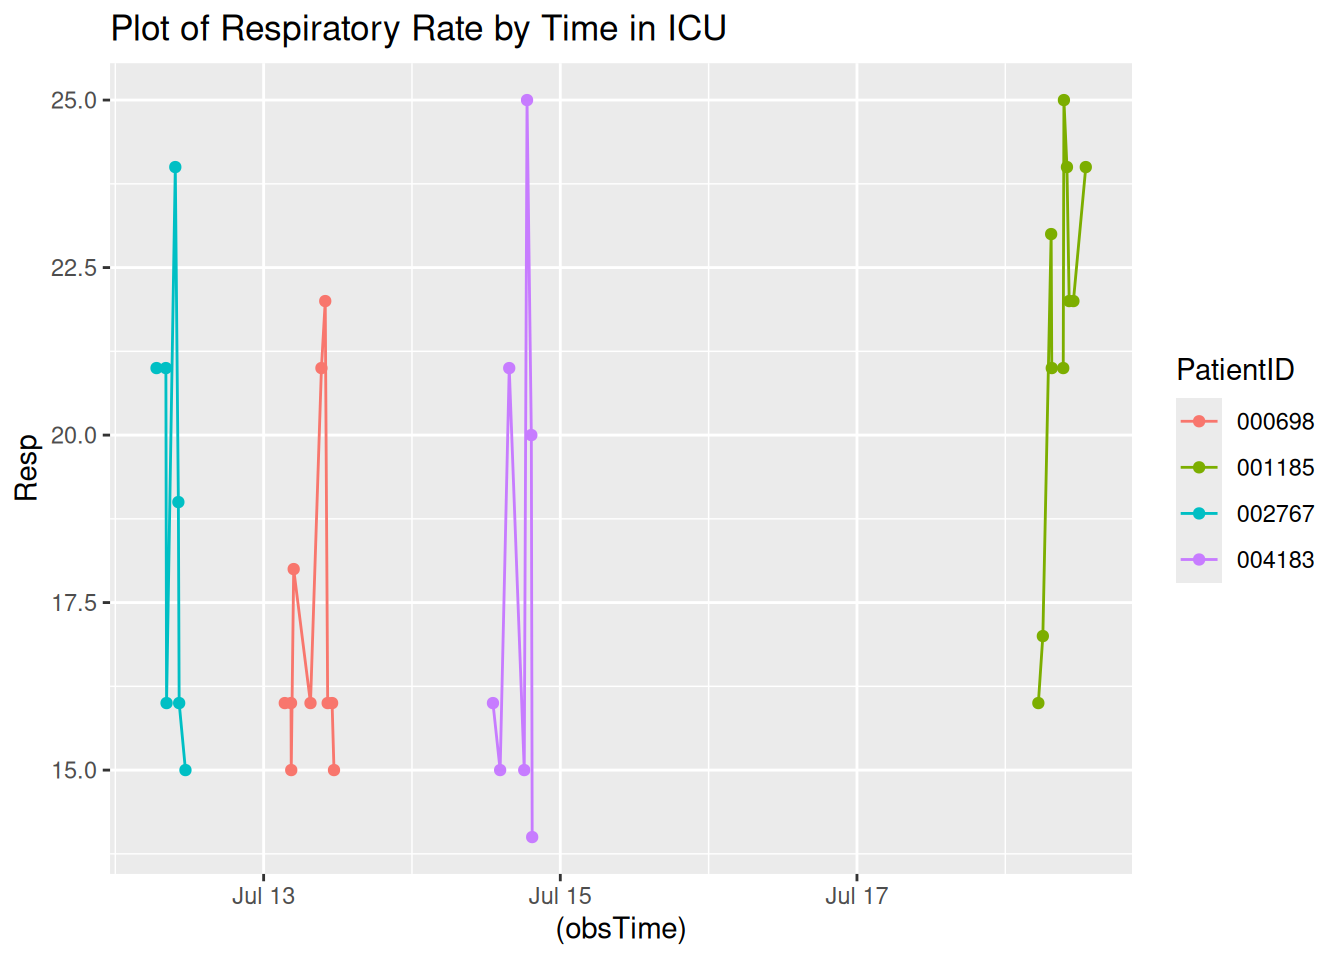 Plot of Respiratory Rate by Time in ICU
25.0
22.5
20.0
17.5
15.0
Resp
Jul 13
Jul 15
Jul 17
(obsTime)
PatientID
000698
001185
002767
004183